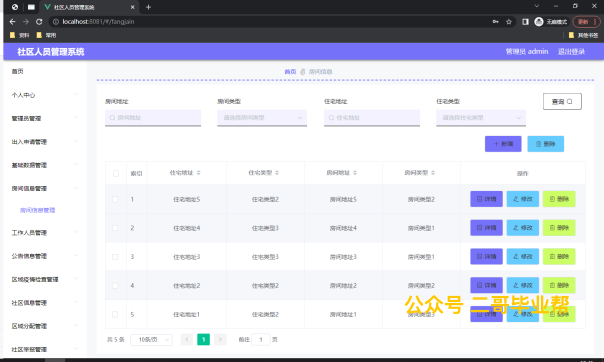 社区人员管理系统
localhost:8081/#/fangjian
无痕模式
更新
资料 常用
其他书签
社区人员管理系统
管理员 admin 退出登录
首页
个人中心
管理员管理
出入申请管理
基础数据管理
房间信息管理
房间信息管理
工作人员管理
公告信息管理
区域疫情检查管理
社区信息管理
区域分配管理
社区举报管理
首页 房间信息
房间地址 房间类型 住宅地址 住宅类型
房间地址 请选择房间类型 住宅地址 请选择住宅类型 查询
新增 删除
索引 住宅地址 住宅类型 房间地址 房间类型 操作
1 住宅地址5 住宅类型2 房间地址5 房间类型2 详情 修改 删除
2 住宅地址4 住宅类型3 房间地址4 房间类型1 详情 修改 删除
3 住宅地址3 住宅类型2 房间地址3 房间类型1 详情 修改 删除
4 住宅地址2 住宅类型2 房间地址2 房间类型2 详情 修改 删除
5 住宅地址1 住宅类型2 房间地址1 房间类型1 详情 修改 删除
公众号 二哥毕业帮
共 5 条 10条/页 1 前往 1 页